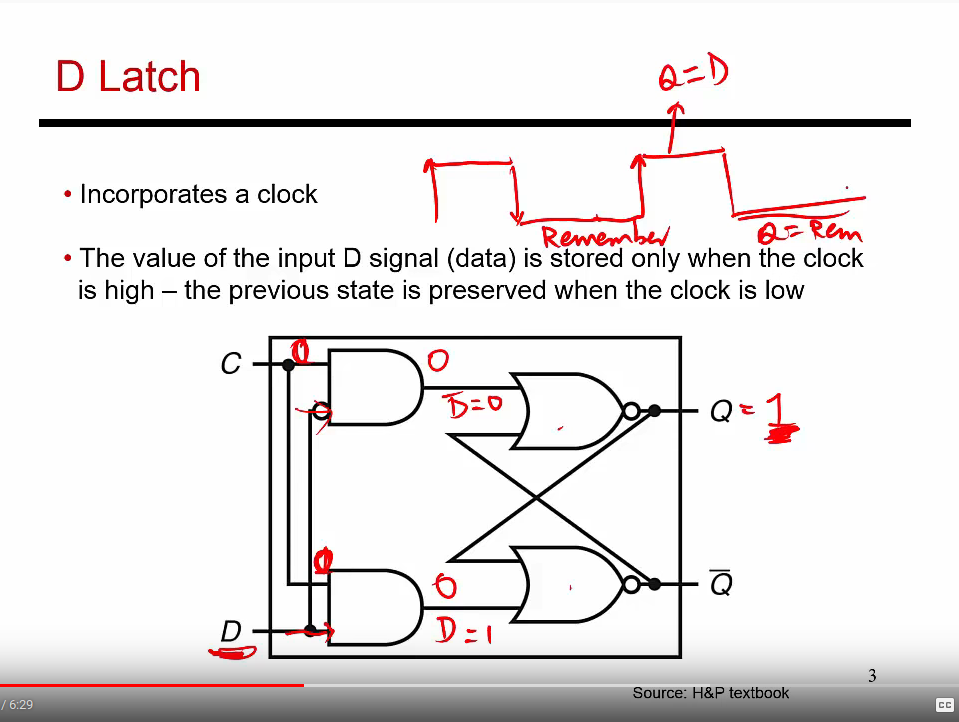 Q=D
D Latch
• Incorporates a clock
Remember
Q=Rem
• The value of the input D signal (data) is stored only when the clock
is high – the previous state is preserved when the clock is low
C
0
0
D̅=0
Q = 1
0
0
Q̅
D
D=1
3
Source: H&P textbook
/ 6:29
CC